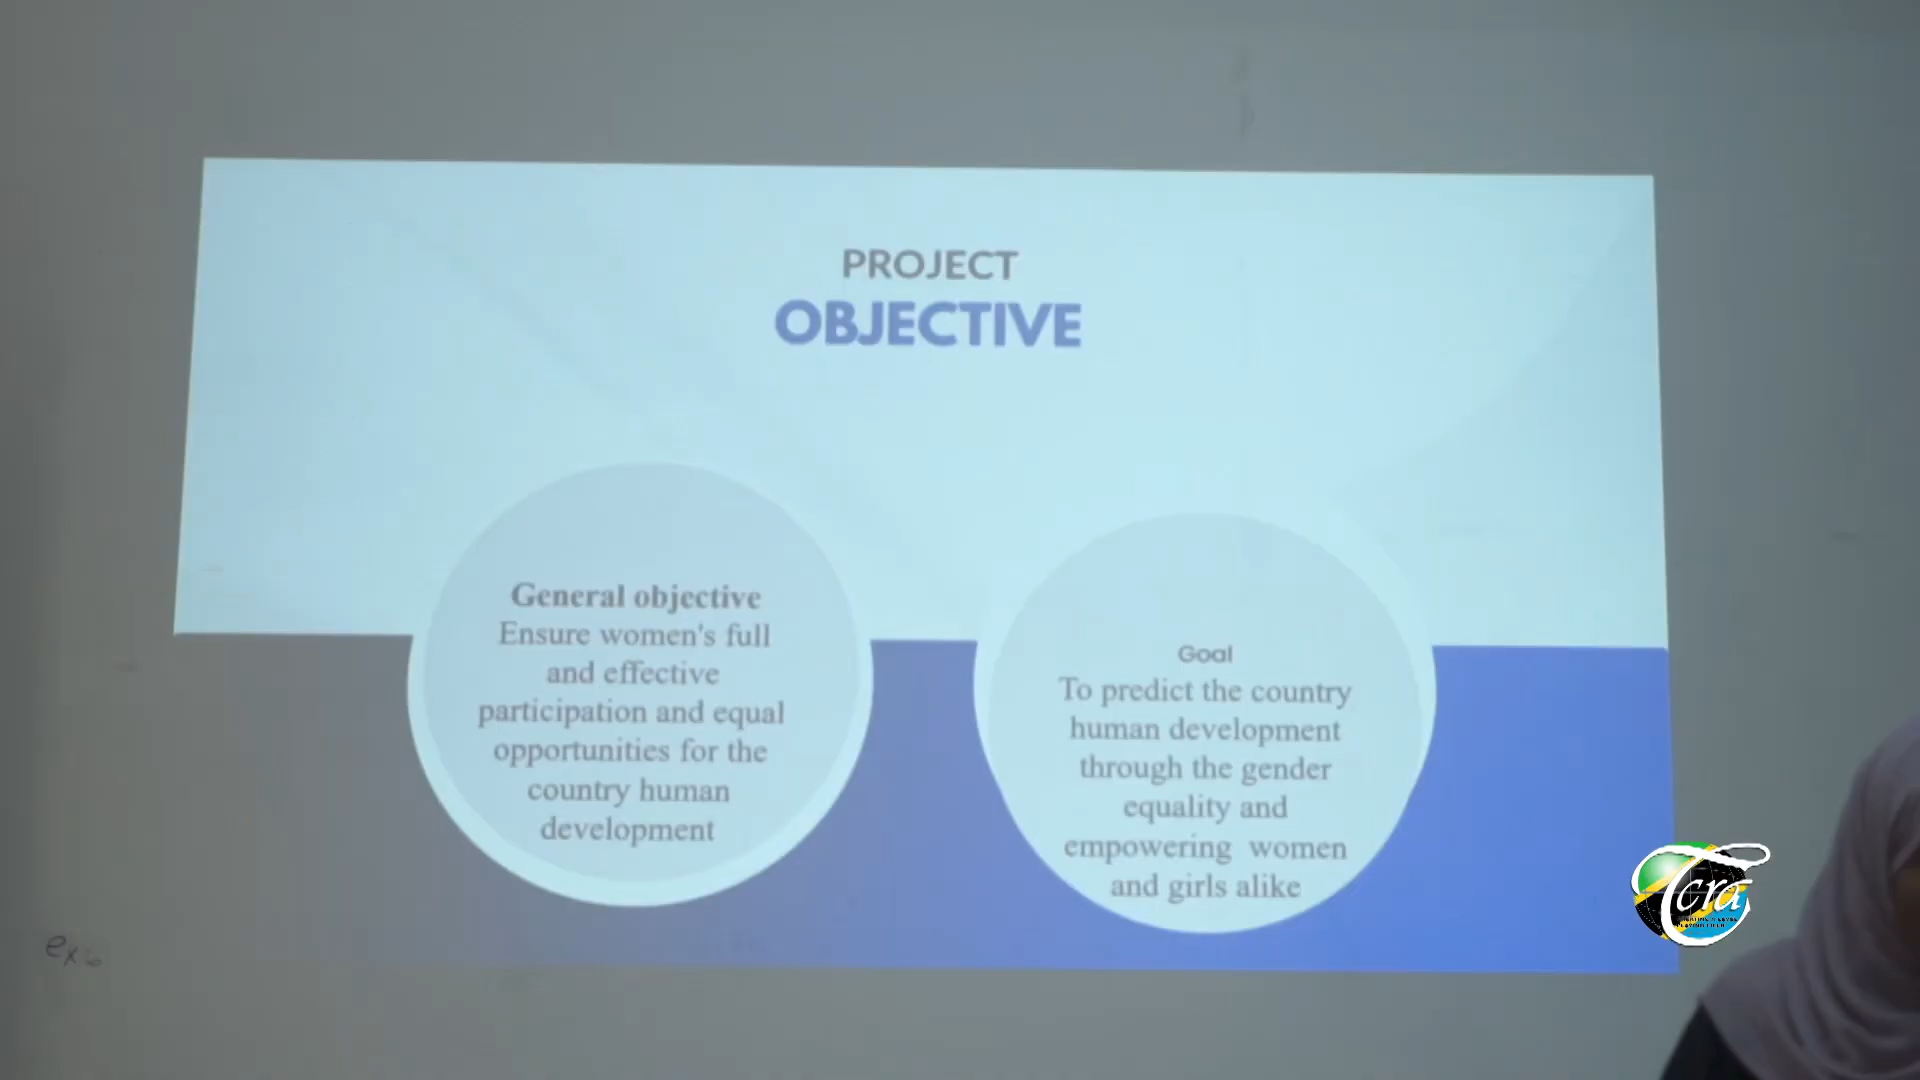 PROJECT
OBJECTIVE
General objective
Ensure women's full
and effective
participation and equal
opportunities for the
country human
development
Goal
To predict the country
human development
through the gender
equality and
empowering women
and girls alike
Tcra